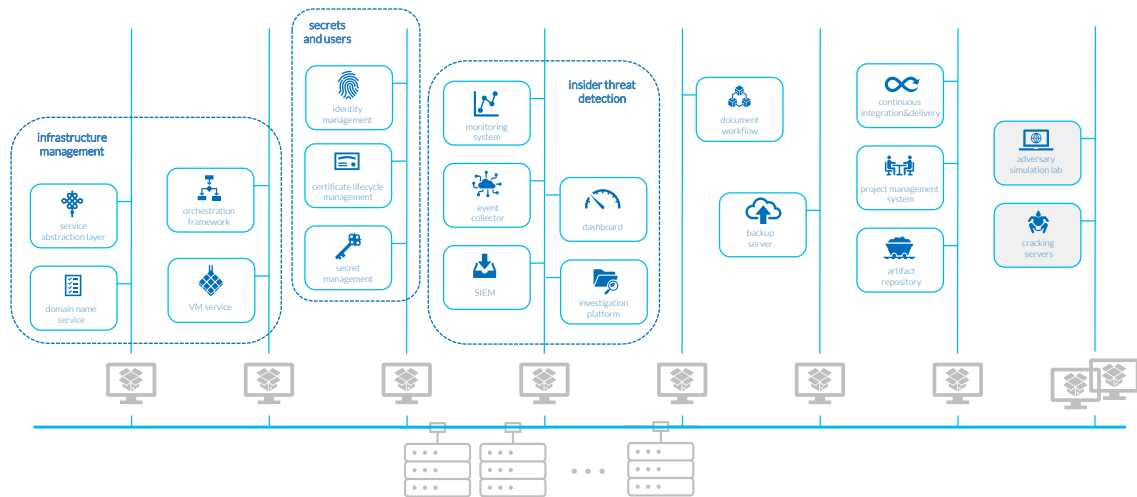 secrets
and users
infrastructure
management
insider threat
detection
service
abstraction layer
domain name
service
orchestration
framework
VM service
identity
management
certificate lifecycle
management
secret
management
monitoring
system
event
collector
SIEM
dashboard
investigation
platform
document
workflow
backup
server
continuous
integration&delivery
project management
system
artifact
repository
adversary
simulation lab
cracking
servers